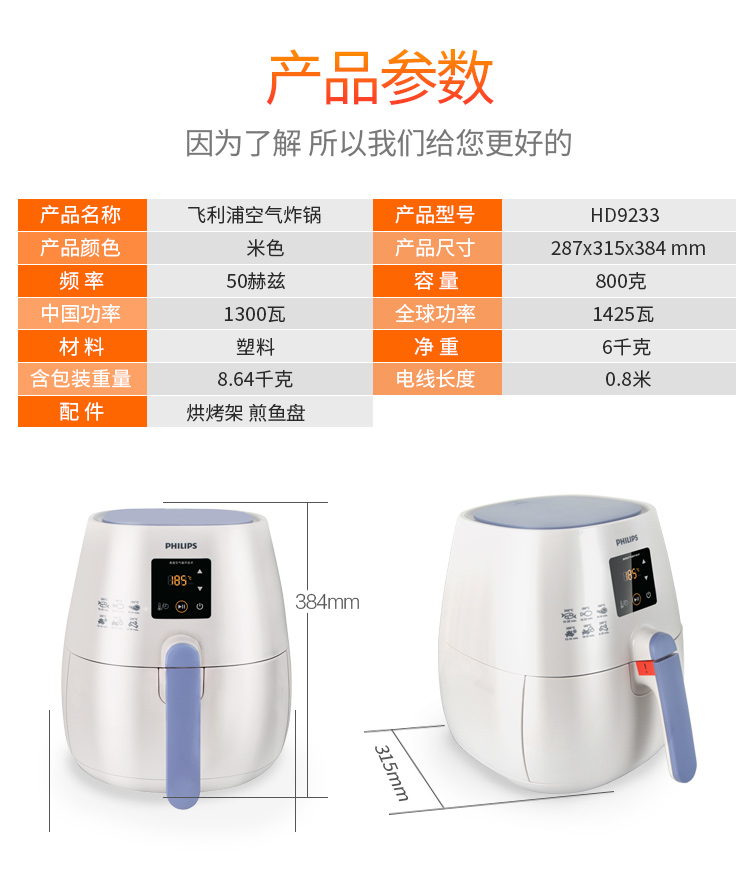 产品参数
因为了解 所以我们给您更好的
产品名称 飞利浦空气炸锅 产品型号 HD9233
产品颜色 米色 产品尺寸 287x315x384 mm
频 率 50赫兹 容 量 800克
中国功率 1300瓦 全球功率 1425瓦
材 料 塑料 净 重 6千克
含包装重量 8.64千克 电线长度 0.8米
配 件 烘烤架 煎鱼盘
PHILIPS
185
384mm
PHILIPS
185
315mm